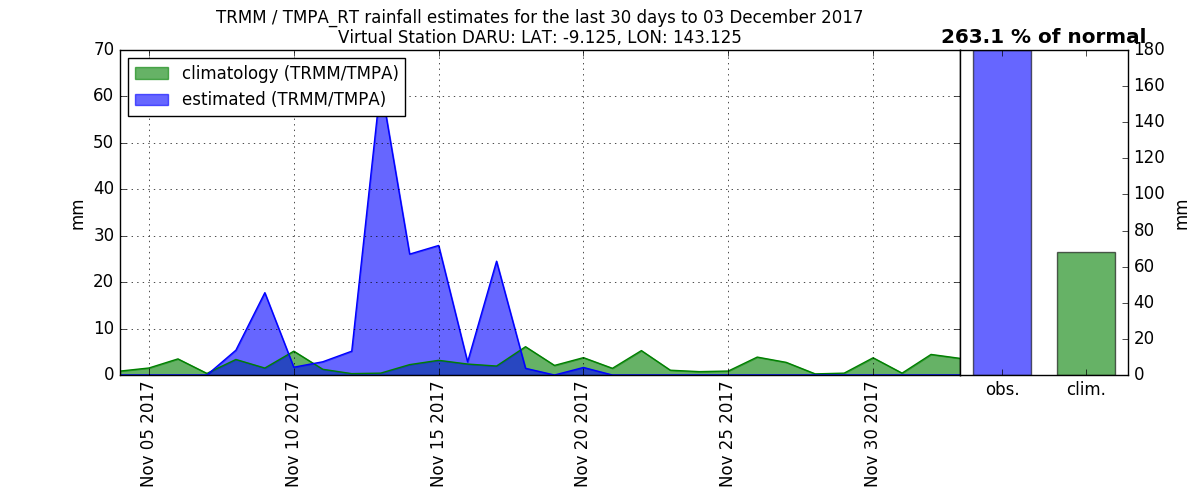 TRMM / TMPA_RT rainfall estimates for the last 30 days to 03 December 2017
Virtual Station DARU: LAT: -9.125, LON: 143.125
263.1 % of normal
climatology (TRMM/TMPA)
estimated (TRMM/TMPA)
mm
70
60
50
40
30
20
10
0
Nov 05 2017
Nov 10 2017
Nov 15 2017
Nov 20 2017
Nov 25 2017
Nov 30 2017
obs.
clim.
180
160
140
120
100
80
60
40
20
0
mm